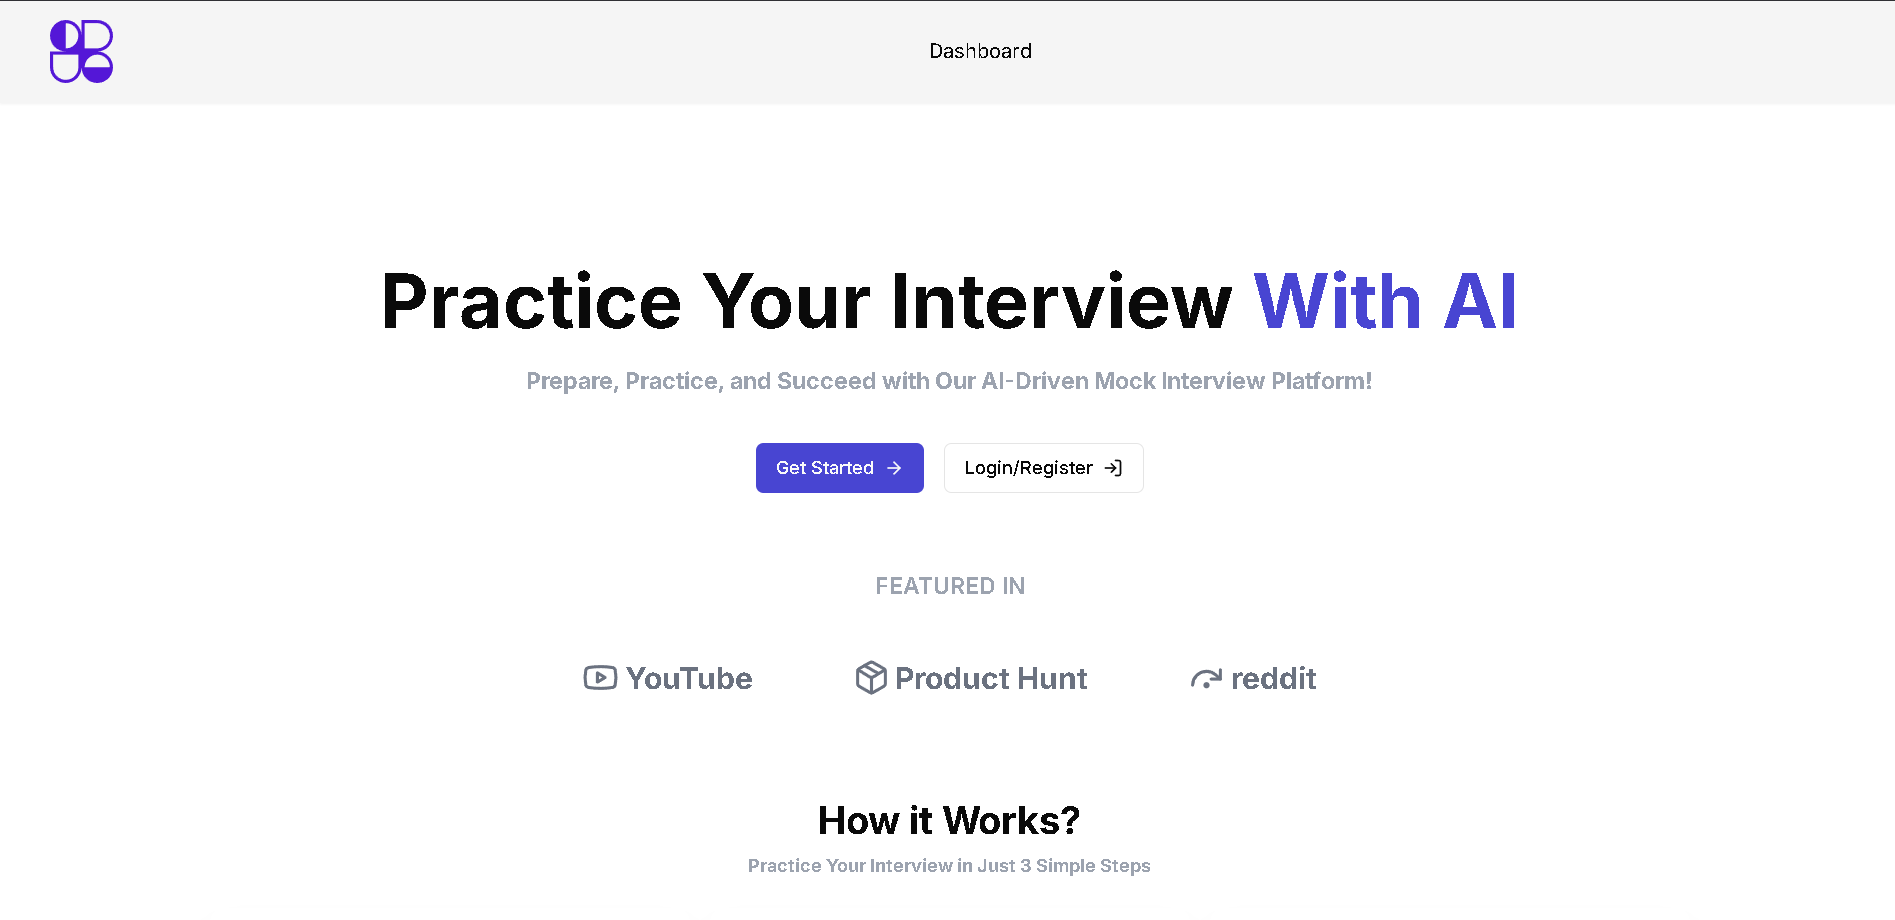 Dashboard
Practice Your Interview With AI
Prepare, Practice, and Succeed with Our AI-Driven Mock Interview Platform!
Get Started Login/Register
FEATURED IN
YouTube Product Hunt reddit
How it Works?
Practice Your Interview in Just 3 Simple Steps